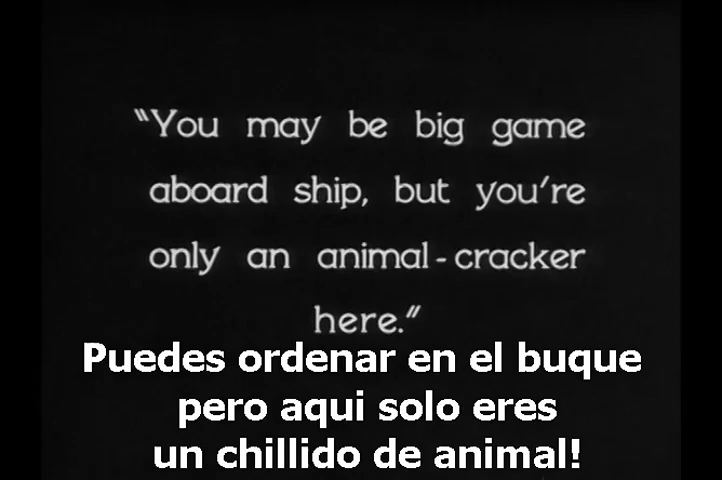 "You may be big game
aboard ship, but you're
only an animal-cracker
here."
Puedes ordenar en el buque
pero aqui solo eres
un chillido de animal!